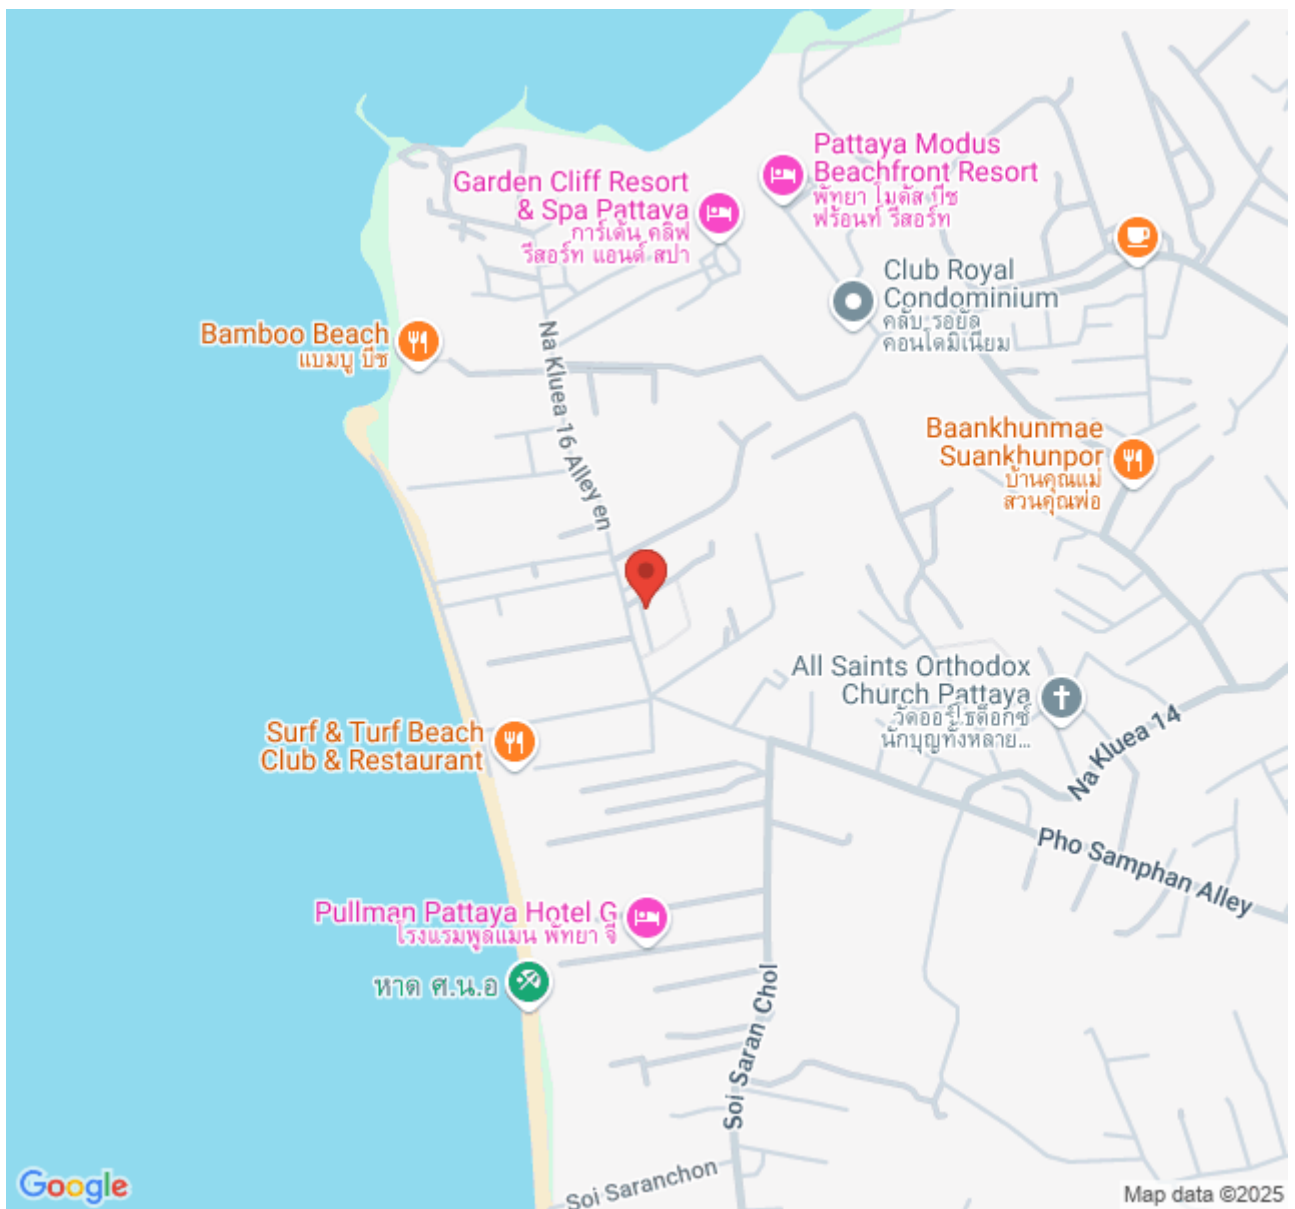 Pattaya Modus
Beachfront Resort
พัทยา โมดัส บีช
ฟร้อนท์ รีสอร์ท
Garden Cliff Resort
& Spa Pattaya
การ์เด้น คลิฟ
รีสอร์ท แอนด์ สปา
Club Royal
Condominium
คลับ รอยัล
คอนโดมิเนียม
Bamboo Beach
แบมบู บีช
Na Kluea 16 Alley en
Baankhunmae
Suankhunpor
บ้านคุณแม่
สวนคุณพ่อ
All Saints Orthodox
Church Pattaya
วัดออร์โธด็อกซ์
นักบุญทั้งหลาย...
Na Kluea 14
Surf & Turf Beach
Club & Restaurant
Pho Samphan Alley
Pullman Pattaya Hotel G
โรงแรมพูลแมน พัทยา จี
หาด ศ.น.อ
Soi Saran Chol
Soi Saranchon
Google
Map data ©2025